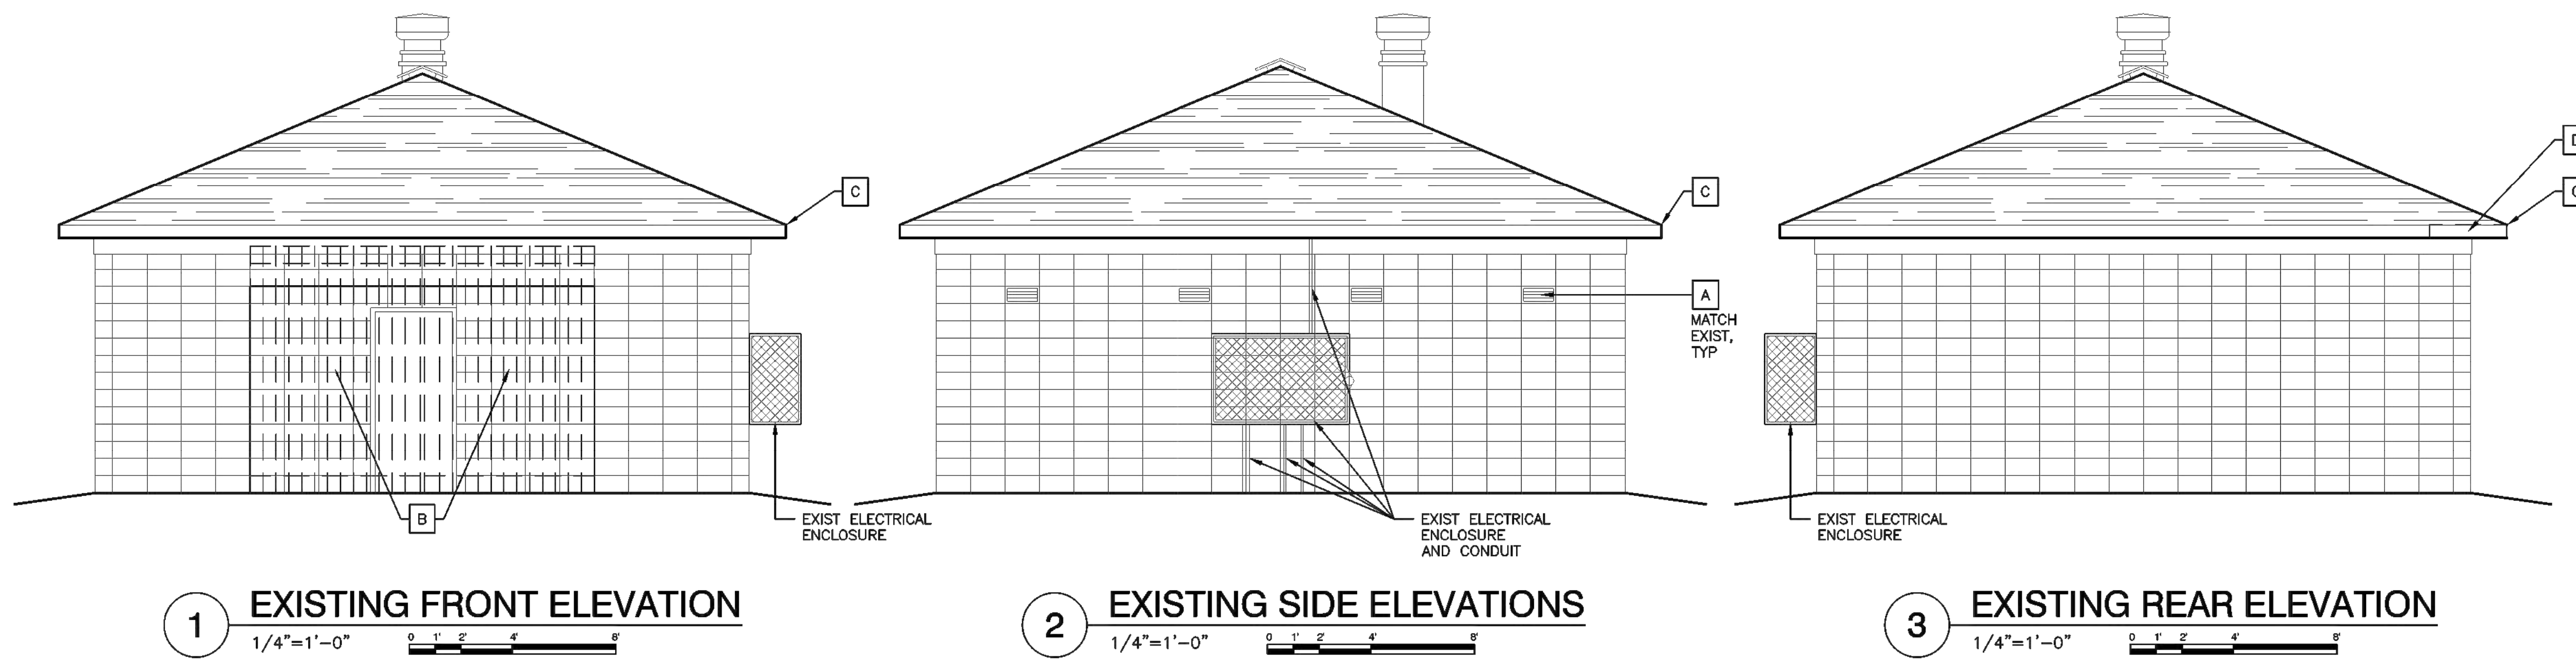 C
B
EXIST ELECTRICAL
ENCLOSURE
1
EXISTING FRONT ELEVATION
1/4"=1'-0"
0 1' 2' 4' 8'
C
A
MATCH
EXIST,
TYP
EXIST ELECTRICAL
ENCLOSURE
AND CONDUIT
2
EXISTING SIDE ELEVATIONS
1/4"=1'-0"
0 1' 2' 4' 8'
EXIST ELECTRICAL
ENCLOSURE
3
EXISTING REAR ELEVATION
1/4"=1'-0"
0 1' 2' 4' 8'